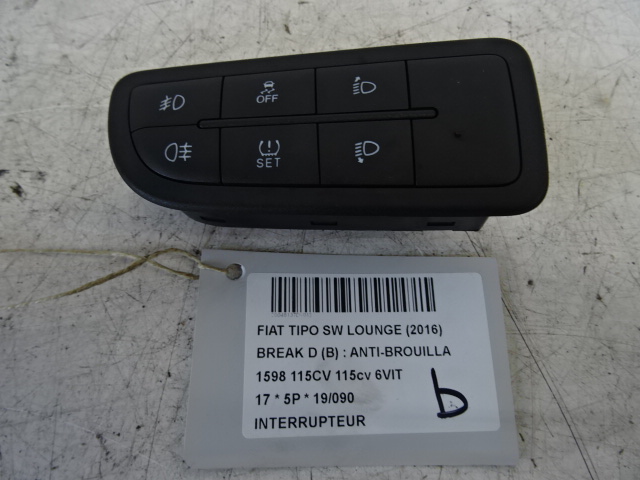 OFF
SET
FIAT TIPO SW LOUNGE (2016)
BREAK D (B) : ANTI-BROUILLA
1598 115CV 115cv 6VIT
17 * 5P * 19/090
INTERRUPTEUR
b